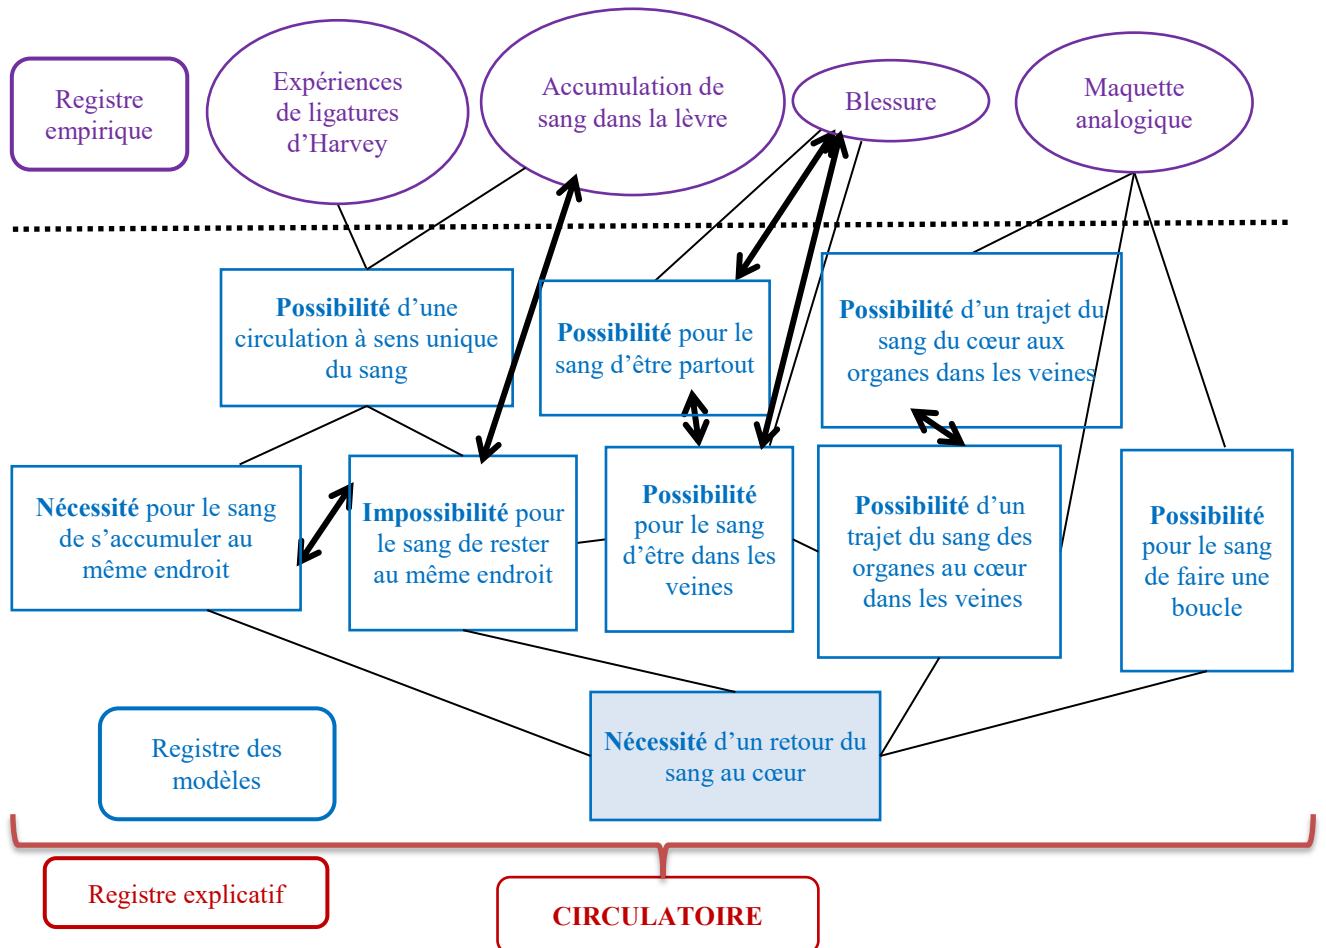 Registre
empirique
Expériences
de ligatures
d’Harvey
Accumulation de
sang dans la lèvre
Blessure
Maquette
analogique
Possibilité d’une
circulation à sens unique
du sang
Possibilité pour le
sang d’être partout
Possibilité d’un trajet du
sang du cœur aux
organes dans les veines
Nécessité pour le sang
de s’accumuler au
même endroit
Impossibilité pour
le sang de rester
au même endroit
Possibilité
pour le sang
d’être dans les
veines
Possibilité d’un
trajet du sang des
organes au cœur
dans les veines
Possibilité
pour le sang
de faire une
boucle
Registre des
modèles
Nécessité d’un retour du
sang au cœur
Registre explicatif
CIRCULATOIRE